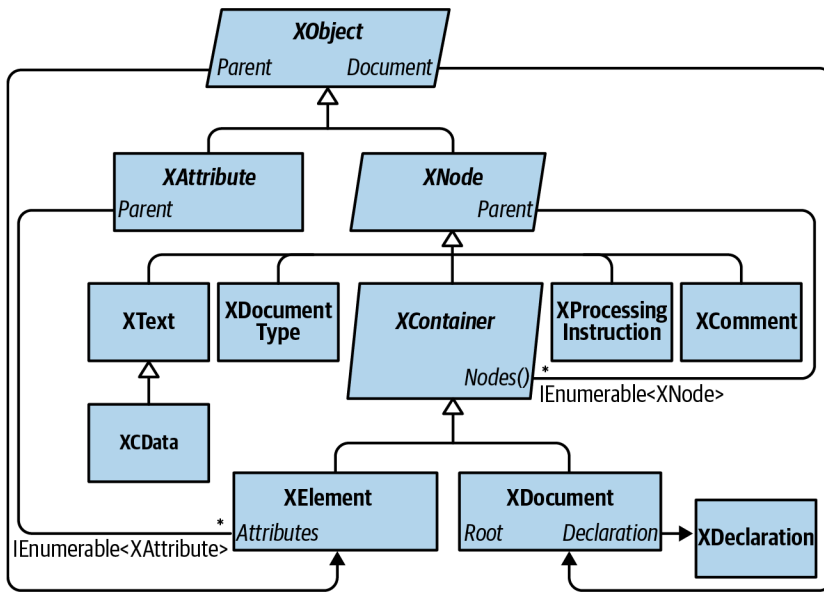 XObject
Parent Document
XAttribute
Parent
XNode
Parent
XText
XDocument
Type
XContainer
Nodes()
XProcessing
Instruction
XComment
*
IEnumerable<XNode>
XCData
XElement
Attributes
*
IEnumerable<XAttribute>
XDocument
Root Declaration
XDeclaration